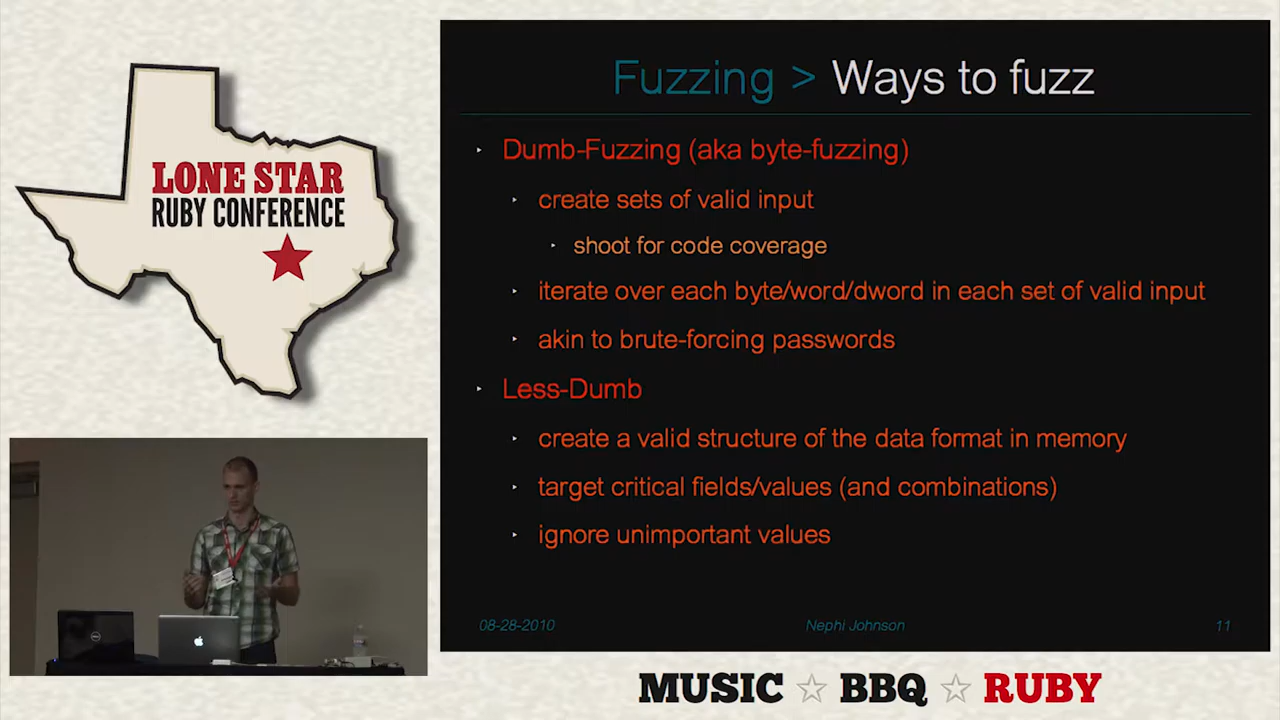 LONE STAR
RUBY CONFERENCE
Fuzzing > Ways to fuzz
Dumb-Fuzzing (aka byte-fuzzing)
create sets of valid input
shoot for code coverage
iterate over each byte/word/dword in each set of valid input
akin to brute-forcing passwords
Less-Dumb
create a valid structure of the data format in memory
target critical fields/values (and combinations)
ignore unimportant values
08-28-2010
Nephi Johnson
11
MUSIC ☆ BBQ ☆ RUBY